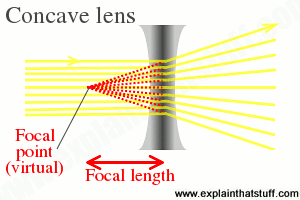 Concave lens
Focal
point
(virtual)
Focal length
www.explainthatstuff.com